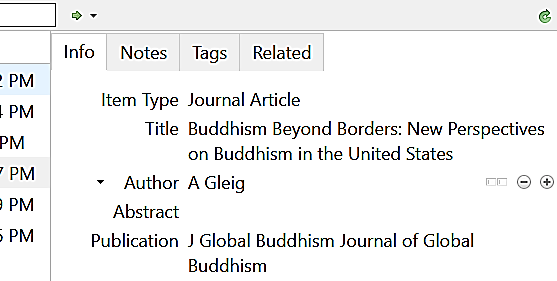 Info Notes Tags Related
2 PM
Item Type Journal Article
4 PM
Title Buddhism Beyond Borders: New Perspectives
PM
on Buddhism in the United States
7 PM
Author A Gleig
9 PM
Abstract
5 PM
Publication J Global Buddhism Journal of Global
Buddhism